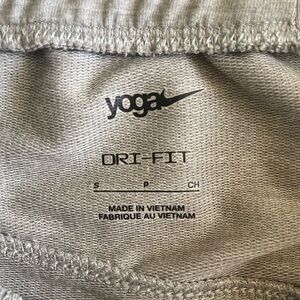 yoga
DRI-FIT
S P CH
MADE IN VIETNAM
FABRIQUE AU VIETNAM